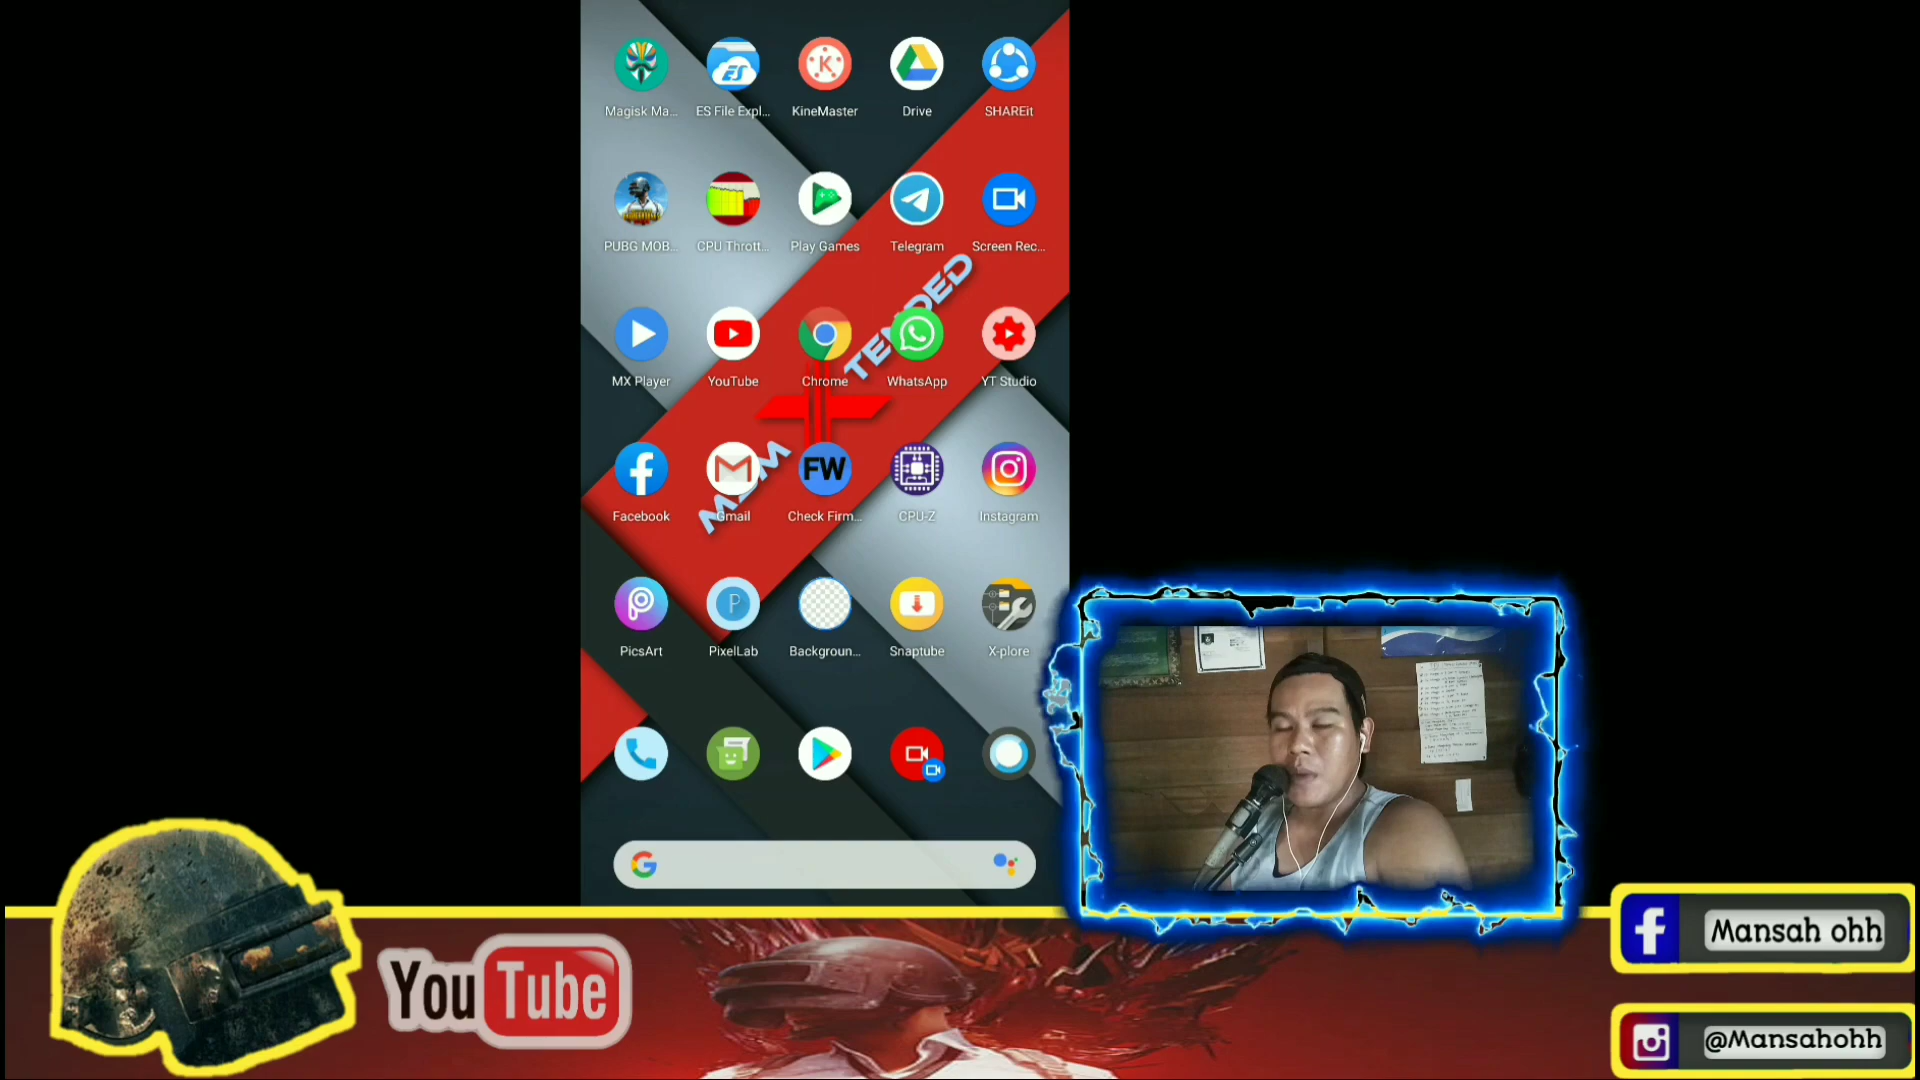 Magisk Ma...
ES File Expl...
KineMaster
Drive
SHAREit
PUBG MOB...
CPU Thrott...
Play Games
Telegram
Screen Rec...
TENDED
MX Player
YouTube
Chrome
WhatsApp
YT Studio
Facebook
Gmail
FW
Check Firm...
CPU-Z
Instagram
PicsArt
PixelLab
Backgroun...
Snaptube
X-plore
YouTube
Mansah ohh
@Mansahohh